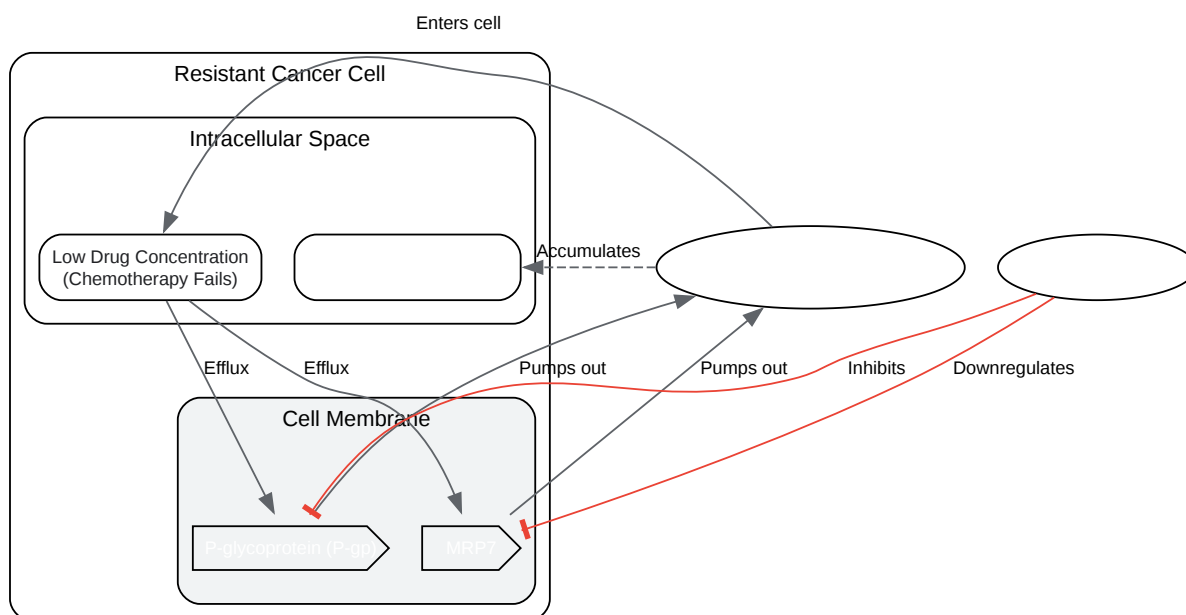 Enters cell
Resistant Cancer Cell
Intracellular Space
Low Drug Concentration
(Chemotherapy Fails)
Accumulates
Efflux
Efflux
Pumps out
Pumps out
Inhibits
Downregulates
Cell Membrane
P-glycoprotein (P-gp)
MRP7